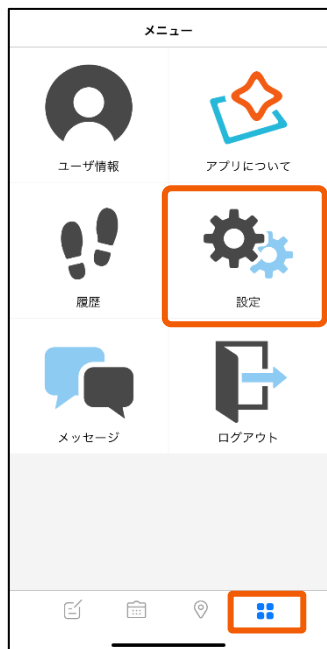 メニュー
ユーザ情報
アプリについて
履歴
設定
メッセージ
ログアウト